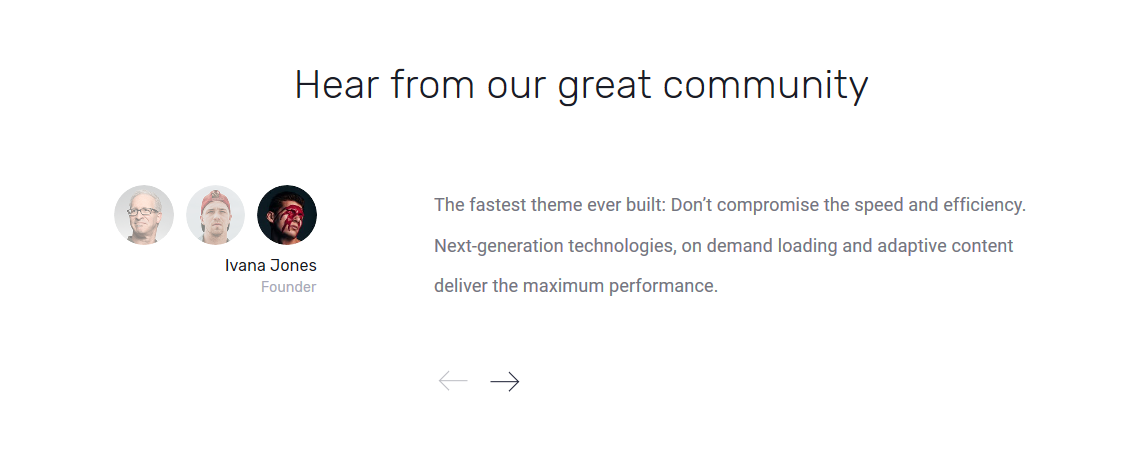 Hear from our great community
Ivana Jones
Founder
The fastest theme ever built: Don’t compromise the speed and efficiency.
Next-generation technologies, on demand loading and adaptive content
deliver the maximum performance.